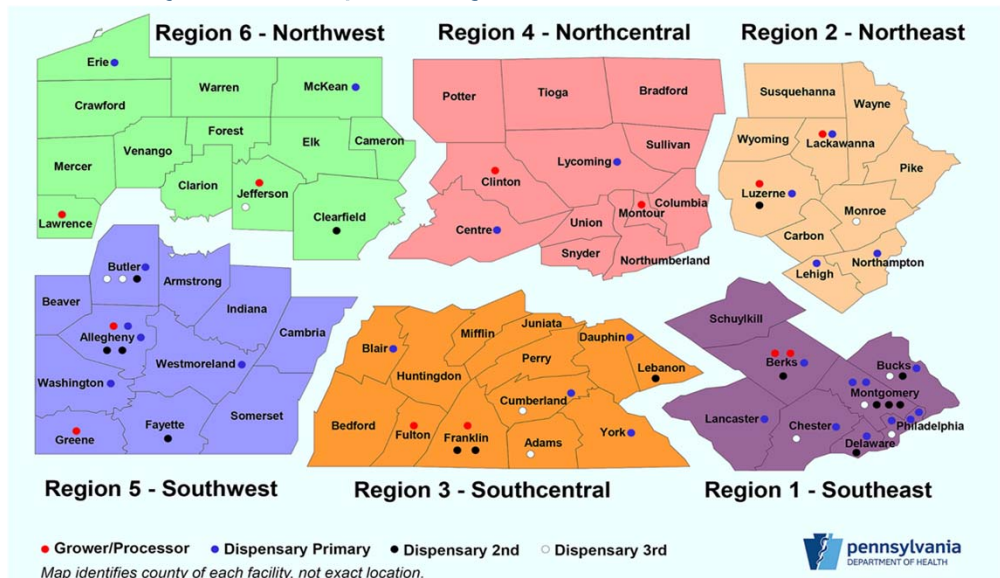 Region 6 - Northwest
Erie
Warren
McKean
Crawford
Forest
Elk
Cameron
Mercer
Venango
Clarion
Jefferson
Lawrence
Clearfield
Region 4 - Northcentral
Potter
Tioga
Bradford
Sullivan
Lycoming
Clinton
Columbia
Montour
Centre
Union
Snyder
Northumberland
Region 2 - Northeast
Susquehanna
Wayne
Wyoming
Lackawanna
Pike
Luzerne
Monroe
Carbon
Northampton
Lehigh
Butler
Armstrong
Beaver
Indiana
Cambria
Allegheny
Westmoreland
Washington
Somerset
Fayette
Greene
Region 5 - Southwest
Juniata
Mifflin
Dauphin
Blair
Perry
Lebanon
Huntingdon
Cumberland
Bedford
Fulton
Franklin
Adams
York
Region 3 - Southcentral
Schuylkill
Berks
Bucks
Montgomery
Lancaster
Chester
Philadelphia
Delaware
Region 1 - Southeast
Grower/Processor
Dispensary Primary
Dispensary 2nd
Dispensary 3rd
Map identifies county of each facility, not exact location.
pennsylvania
DEPARTMENT OF HEALTH